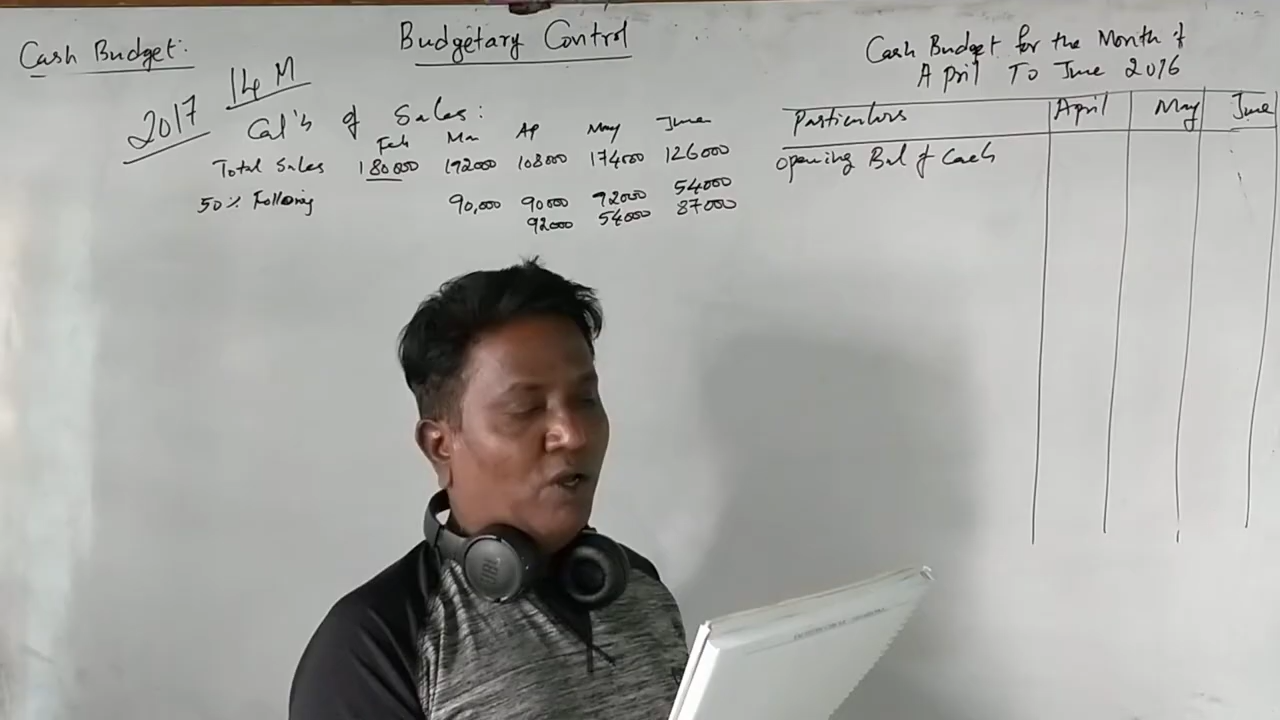 Cash Budget:
Budgetary Control
2017
14 M
Cal's of Sales:
Feb Mar AP May June
Total Sales 180000 192000 108000 174000 126000
50% Following 90,000 90000 92000 54000
92000 54000 87000
Cash Budget for the Month of
April To June 2016
Particulars April May June
opening Bal of Cash
JBL